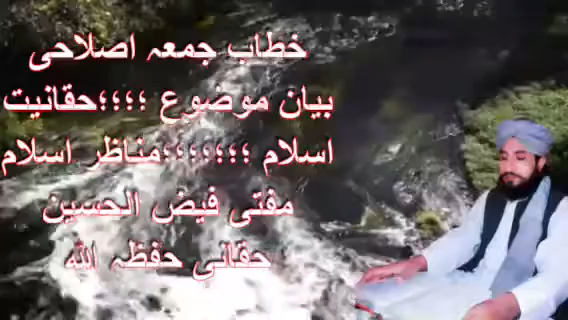 خطاب جمعہ اصلاحی
بیان موضوع ؛؛؛؛حقانیت
اسلام ؛؛؛؛؛؛؛مناظر اسلام
مفتی فیض الحسین
حقانی حفظہ اللہ